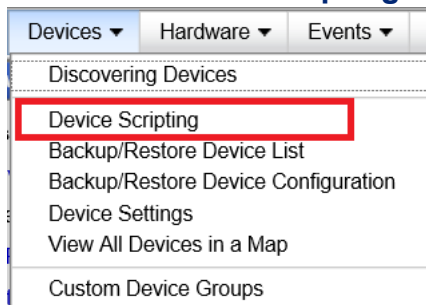 Devices ▼ Hardware ▼ Events ▼
Discovering Devices
Device Scripting
Backup/Restore Device List
Backup/Restore Device Configuration
Device Settings
View All Devices in a Map
Custom Device Groups